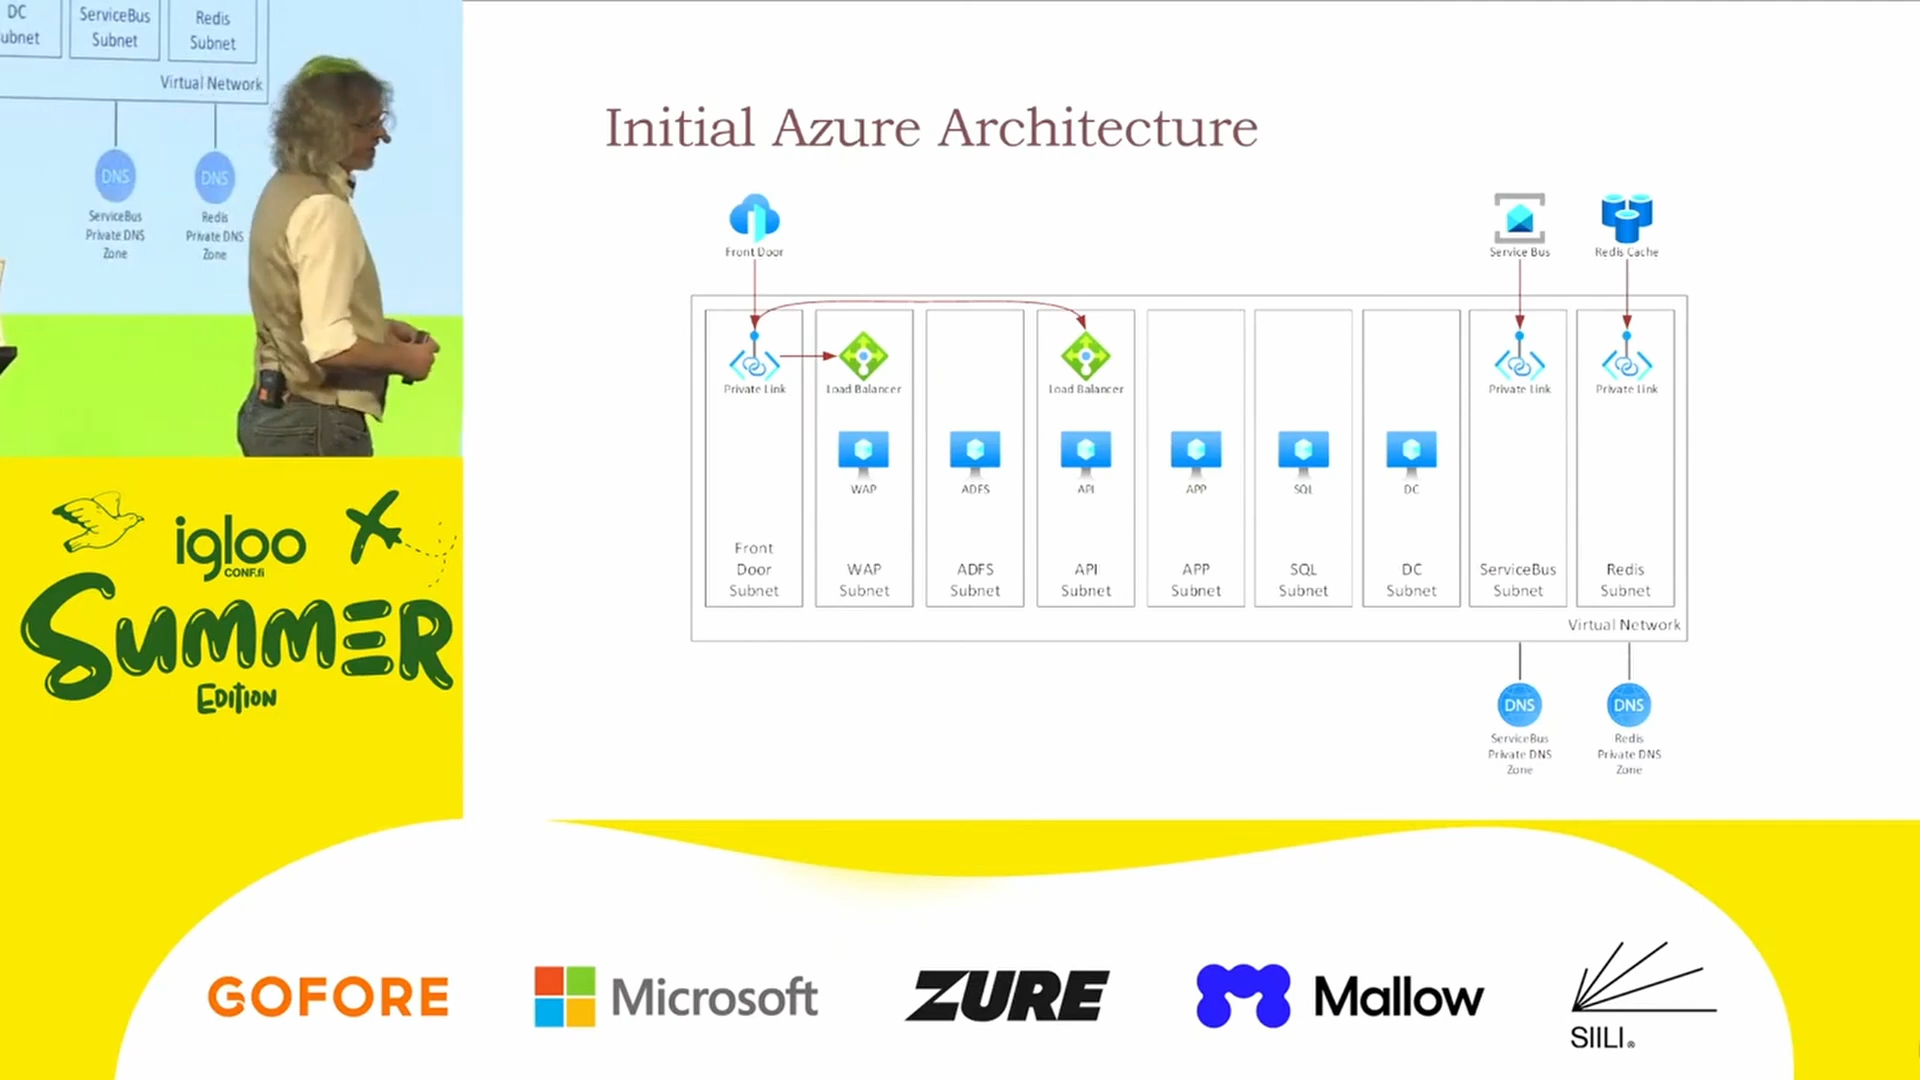 DC
ubnet
ServiceBus
Subnet
Redis
Subnet
Virtual Network
DNS
DNS
ServiceBus
Private DNS
Zone
Redis
Private DNS
Zone
igloo
CONF.fi
SUMMER
EDITION
Initial Azure Architecture
Front Door
Service Bus
Redis Cache
Private Link
Load Balancer
Load Balancer
Private Link
Private Link
WAP
ADFS
API
APP
SQL
DC
Front
Door
Subnet
WAP
Subnet
ADFS
Subnet
API
Subnet
APP
Subnet
SQL
Subnet
DC
Subnet
ServiceBus
Subnet
Redis
Subnet
Virtual Network
DNS
DNS
ServiceBus
Private DNS
Zone
Redis
Private DNS
Zone
GOFORE
Microsoft
ZURE
Mallow
SIILI®